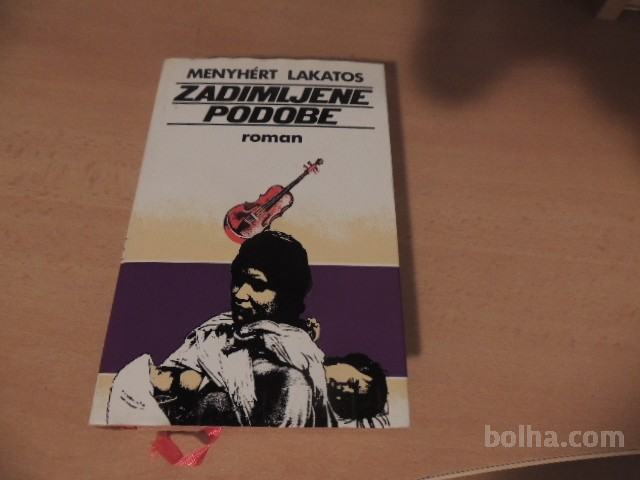 MENYHÉRT LAKATOS
ZADIMLJENE
PODOBE
roman
bolha.com